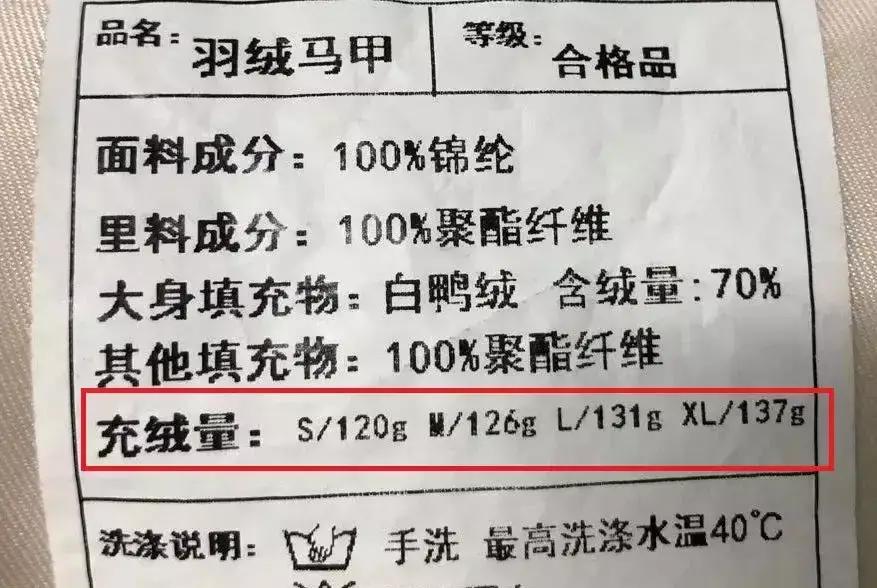 品名: 羽绒马甲 等级: 合格品
面料成分: 100%锦纶
里料成分: 100%聚酯纤维
大身填充物: 白鸭绒 含绒量:70%
其他填充物: 100%聚酯纤维
充绒量: S/120g M/126g L/131g XL/137g
洗涤说明: 手洗 最高洗涤水温40℃